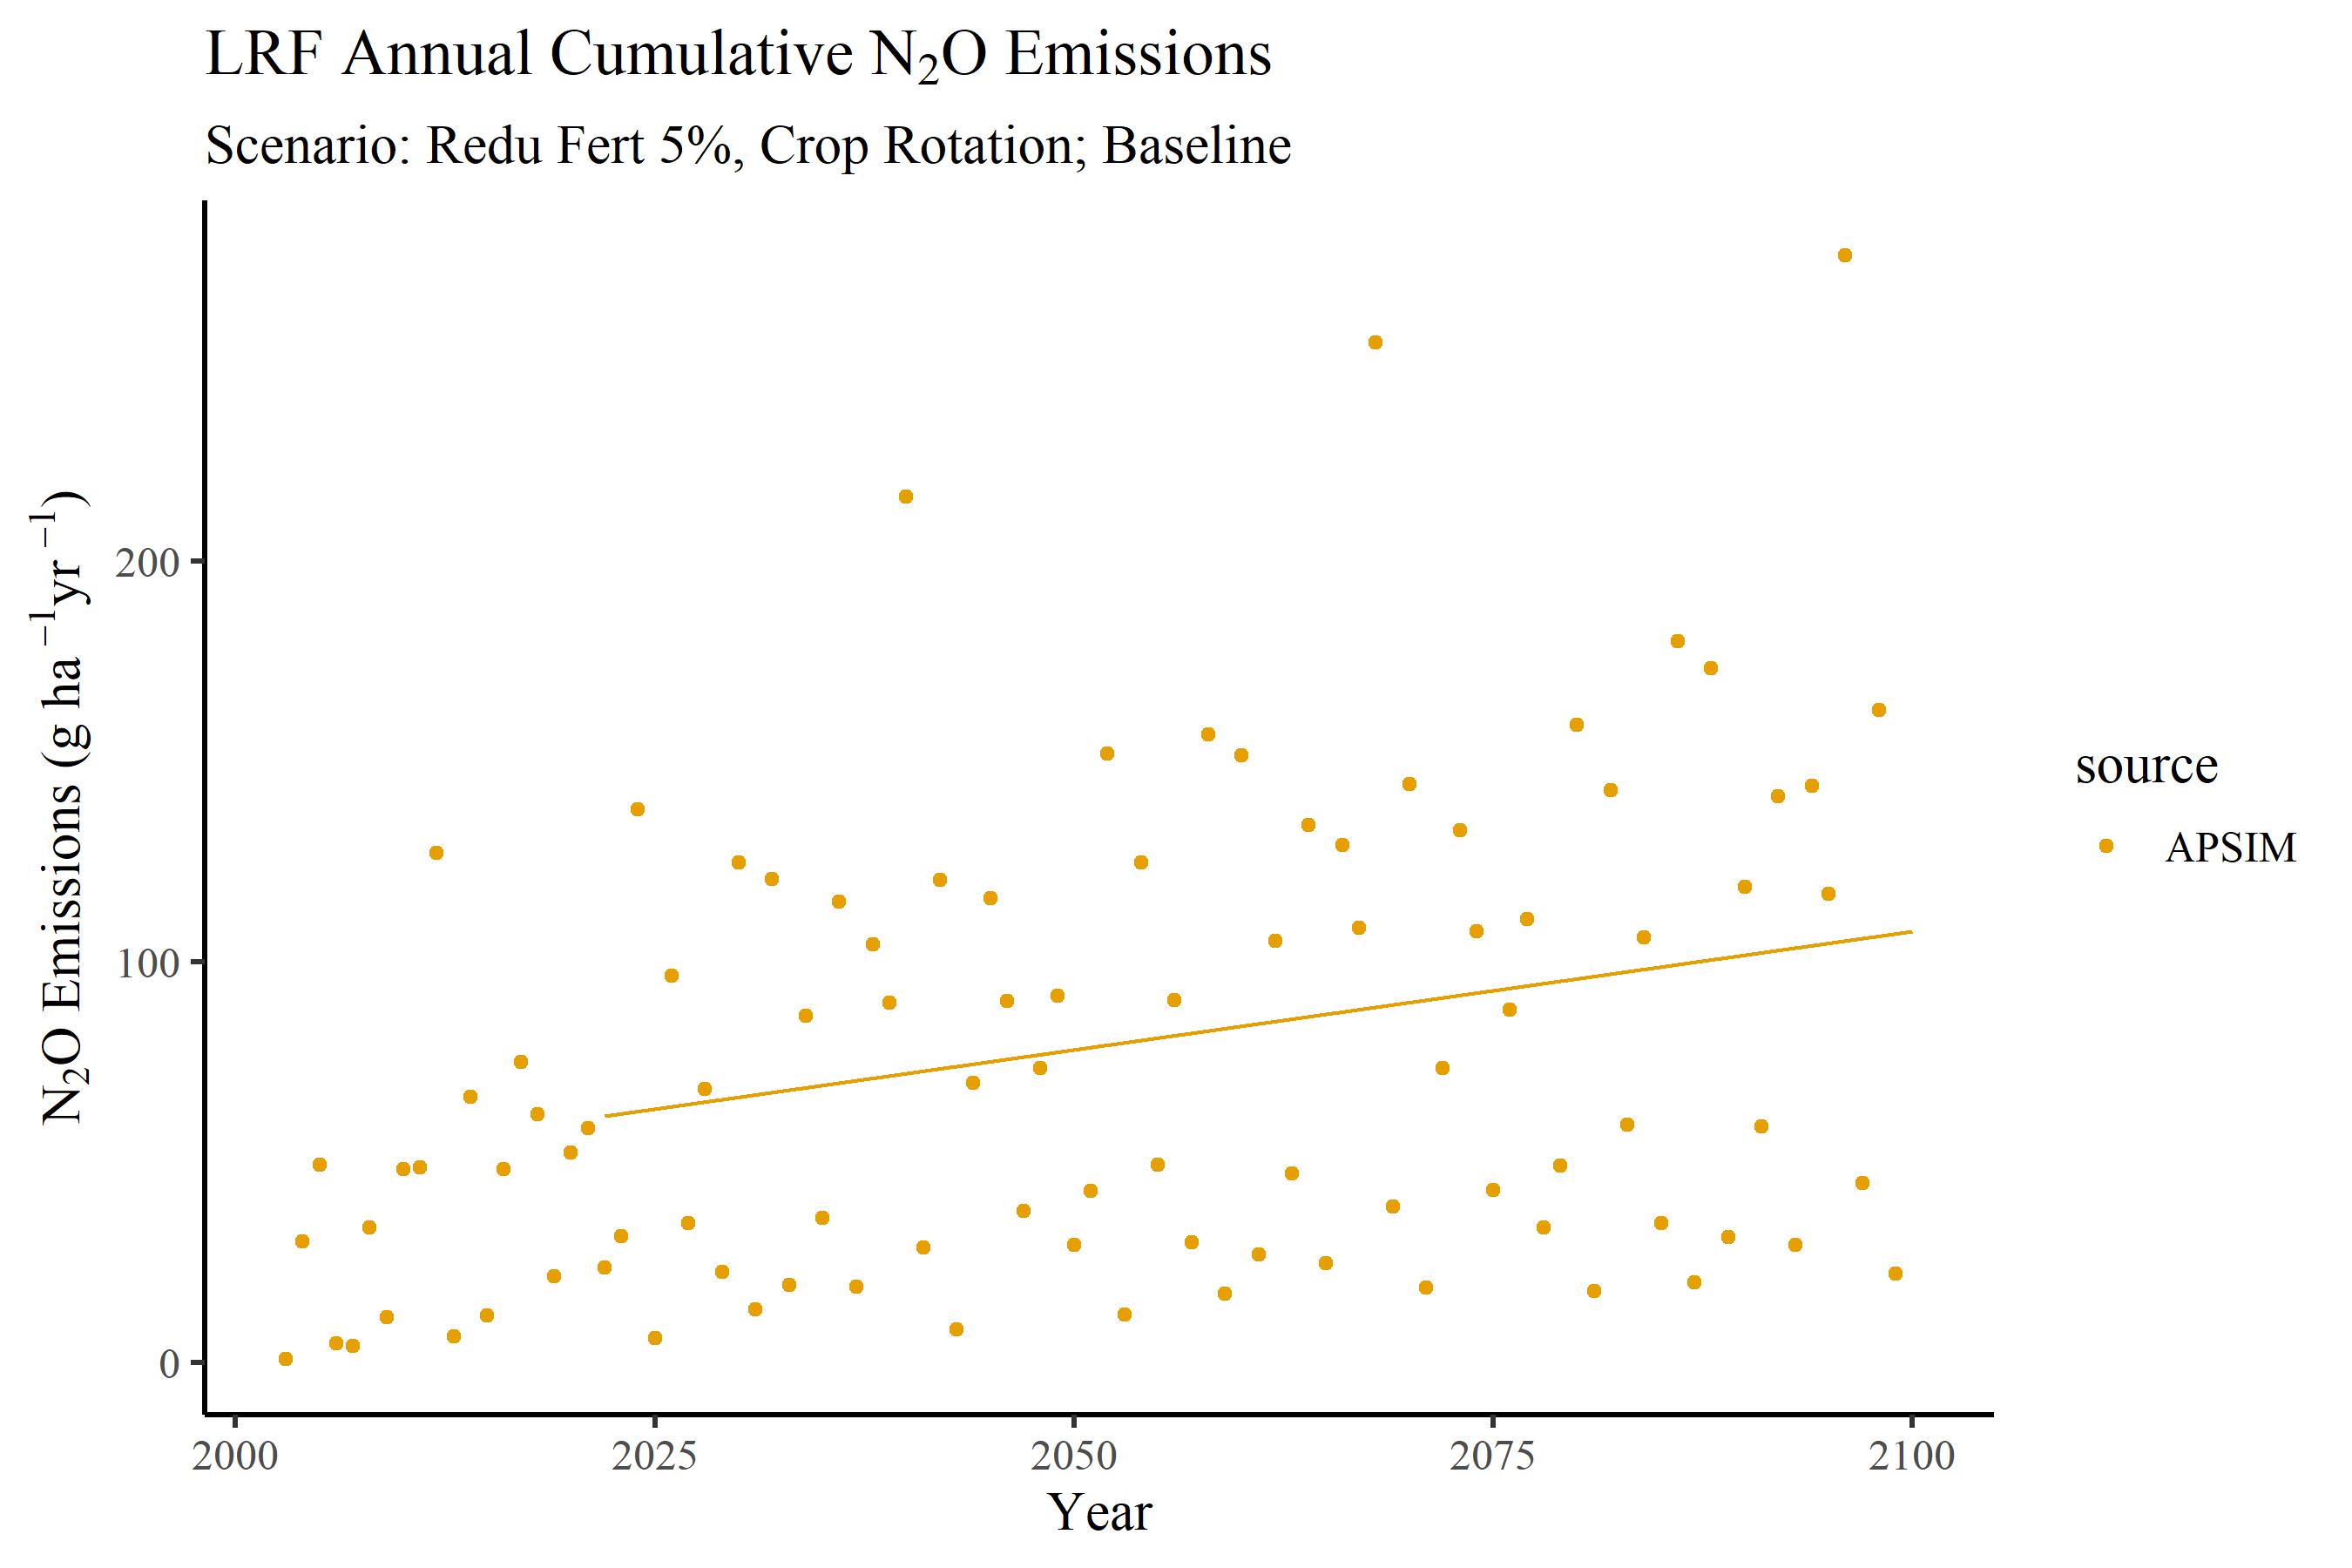 LRF Annual Cumulative N₂O Emissions
Scenario: Redu Fert 5%, Crop Rotation; Baseline
N₂O Emissions (g ha⁻¹yr⁻¹)
200
100
0
2000 2025 2050 2075 2100
Year
source
APSIM